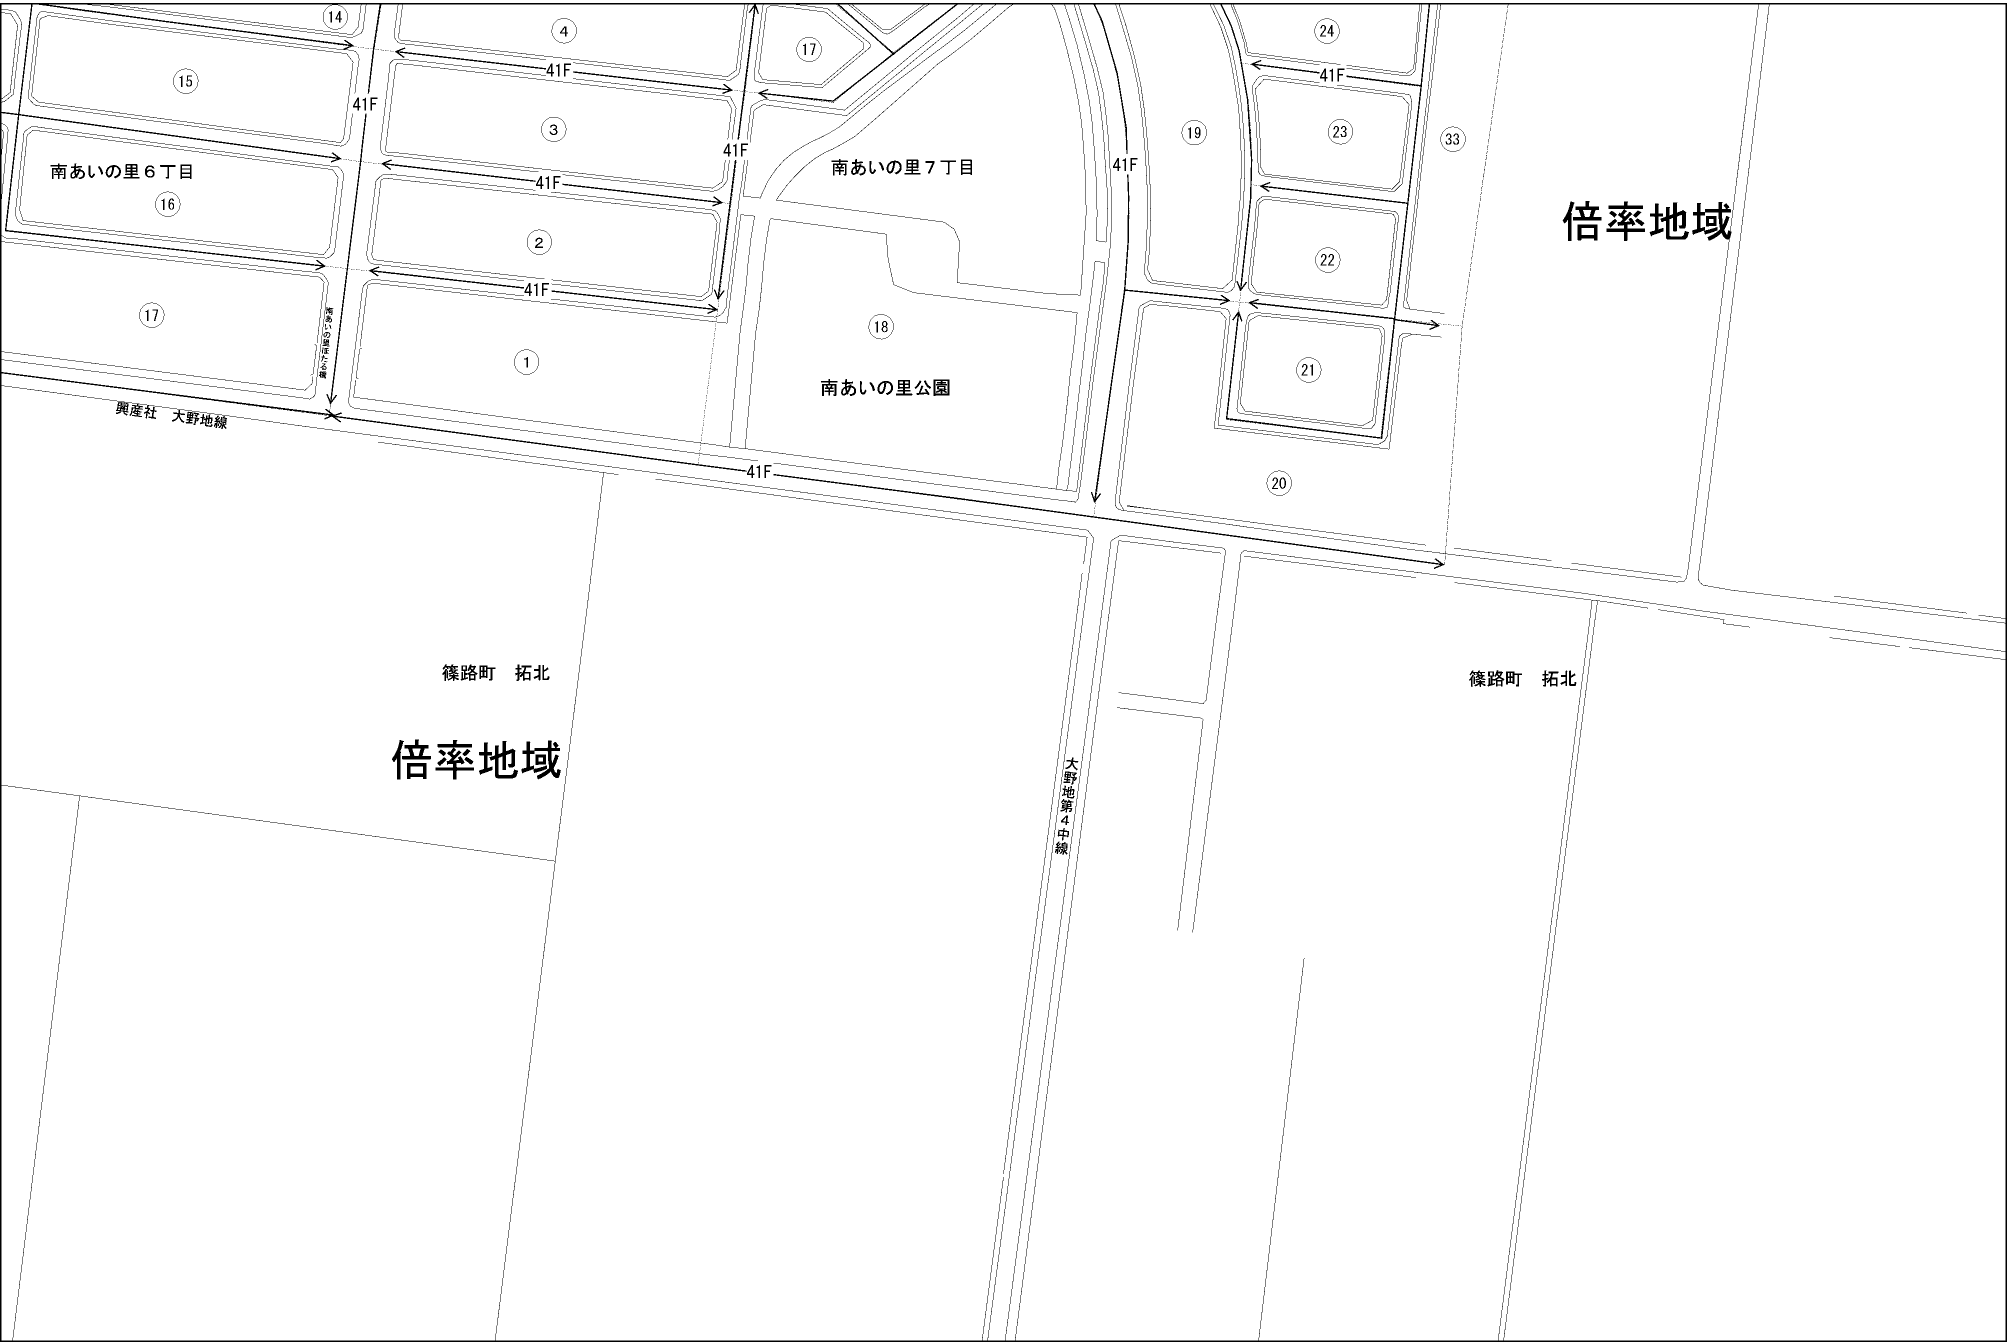 14
4
17
24
15
41F
41F
41F
3
19
23
33
41F
41F
南あいの里6丁目
16
41F
南あいの里7丁目
倍率地域
2
22
41F
17
南あいの里ほたる橋
1
18
21
南あいの里公園
興産社 大野地線
41F
20
篠路町 拓北
篠路町 拓北
倍率地域
大野地第4中線